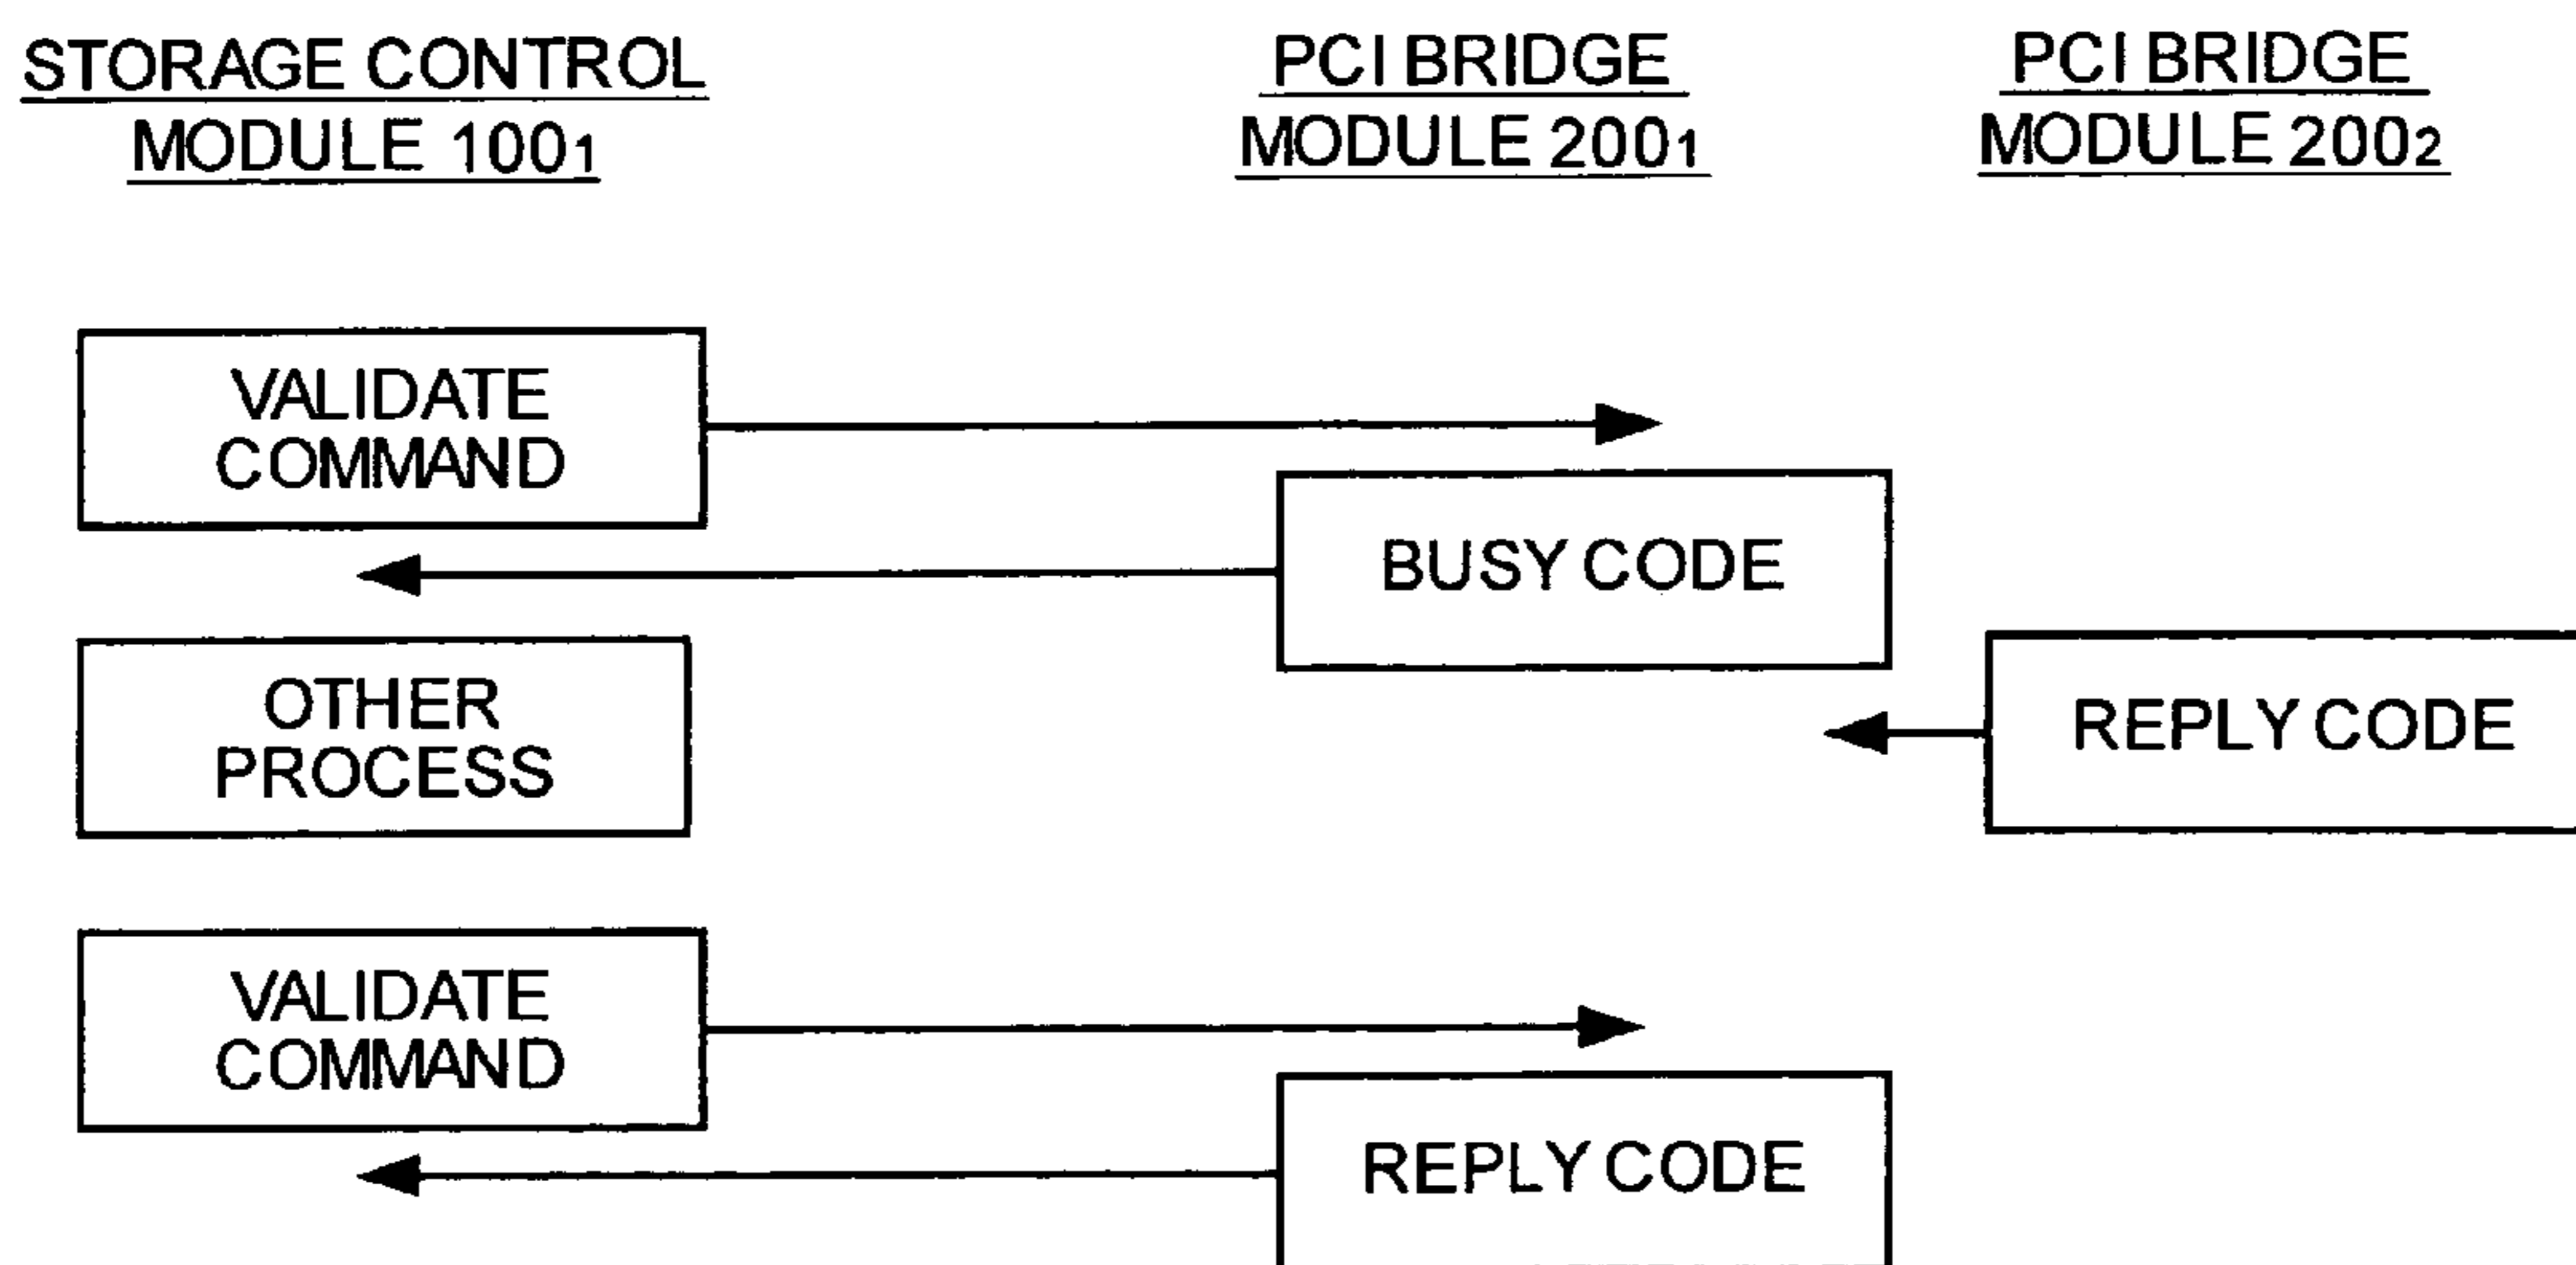 STORAGE CONTROL
MODULE 100₁
PCI BRIDGE
MODULE 200₁
PCI BRIDGE
MODULE 200₂
VALIDATE
COMMAND
BUSY CODE
OTHER
PROCESS
REPLY CODE
VALIDATE
COMMAND
REPLY CODE